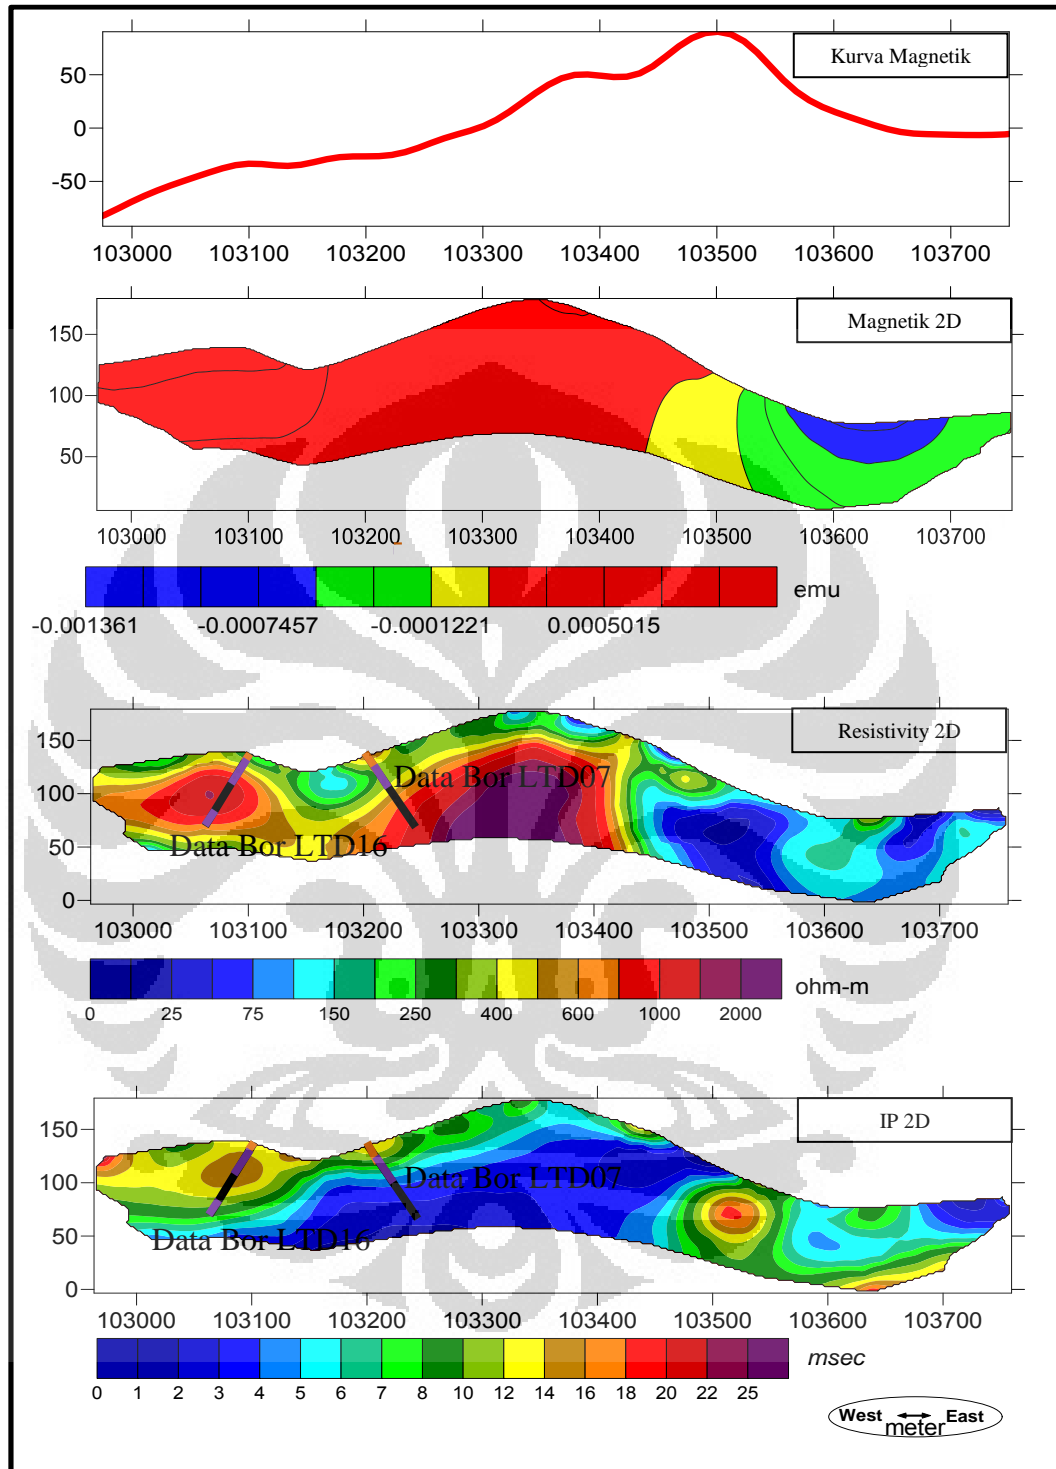 Kurva Magnetik
50
0
-50
103000 103100 103200 103300 103400 103500 103600 103700
Magnetik 2D
150
100
50
103000 103100 103200 103300 103400 103500 103600 103700
emu
-0.001361 -0.0007457 -0.0001221 0.0005015
Resistivity 2D
150
100
50
0
Data Bor LTD07
Data Bor LTD16
103000 103100 103200 103300 103400 103500 103600 103700
ohm-m
0 25 75 150 250 400 600 1000 2000
IP 2D
150
100
50
0
Data Bor LTD07
Data Bor LTD16
103000 103100 103200 103300 103400 103500 103600 103700
msec
0 1 2 3 4 5 6 7 8 10 12 14 16 18 20 22 25
West East
meter